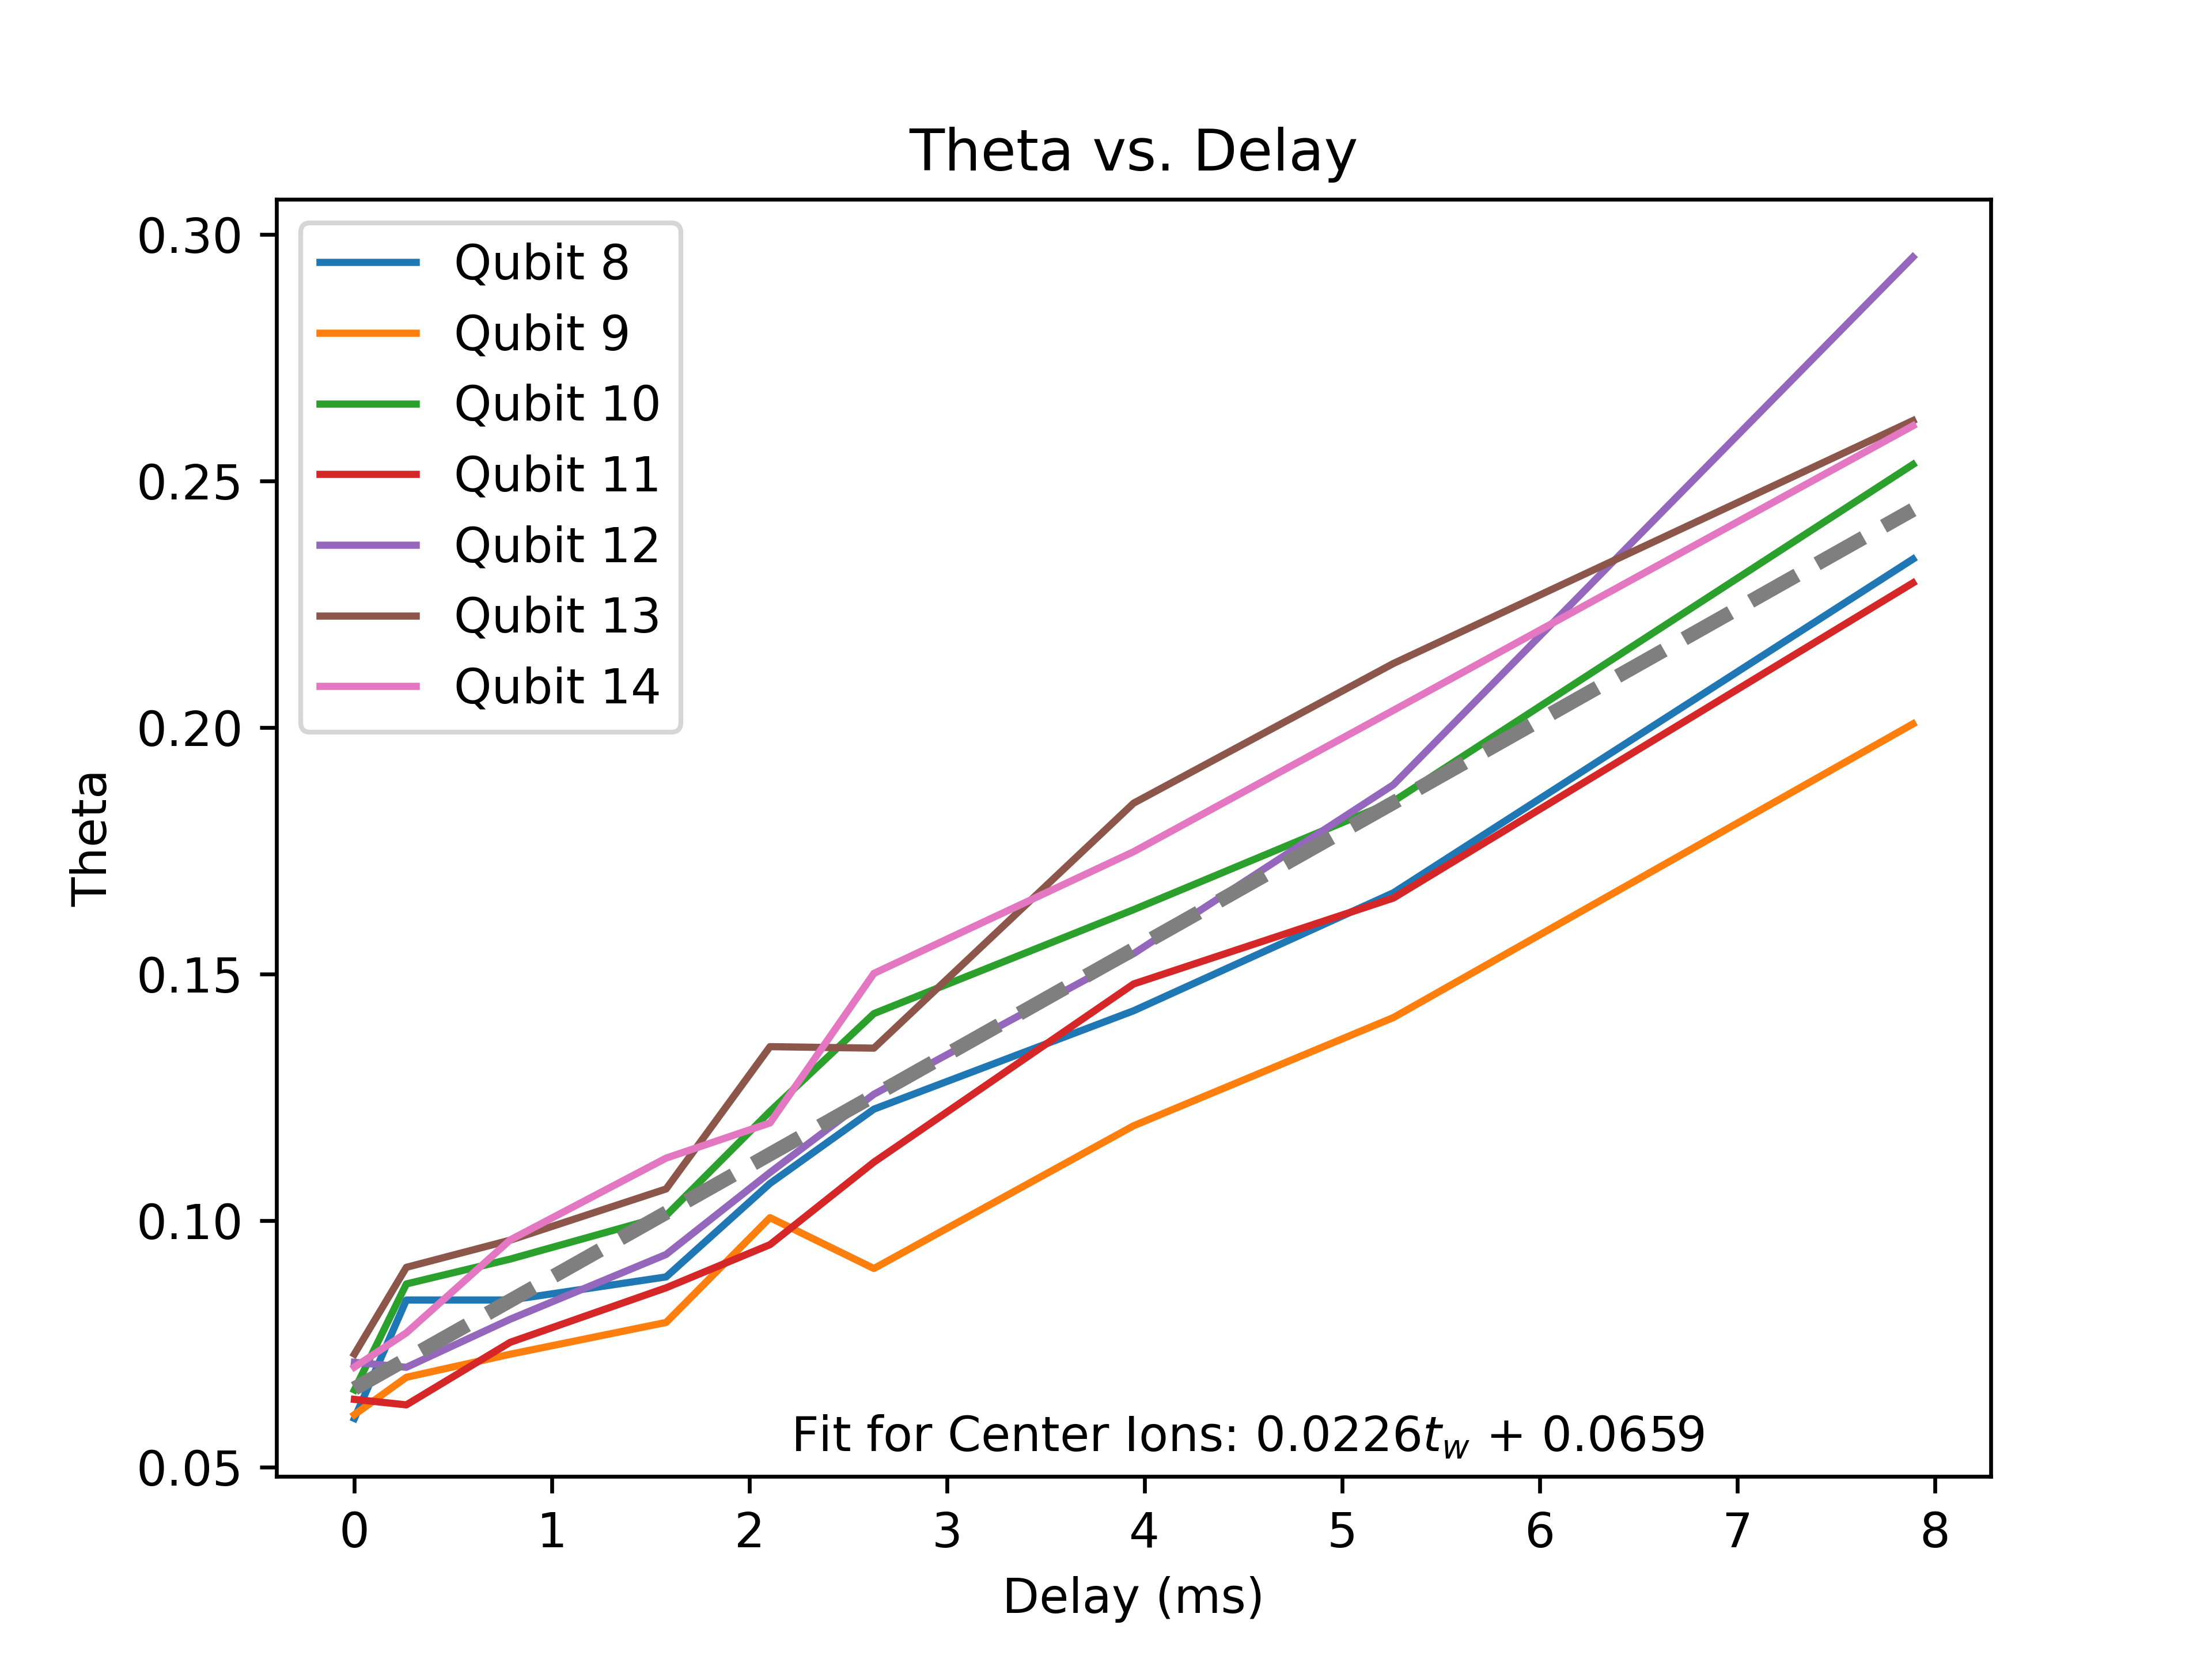 Theta vs. Delay
0.30
0.25
0.20
0.15
0.10
0.05
Theta
Qubit 8
Qubit 9
Qubit 10
Qubit 11
Qubit 12
Qubit 13
Qubit 14
Fit for Center Ions: 0.0226t_w + 0.0659
0 1 2 3 4 5 6 7 8
Delay (ms)